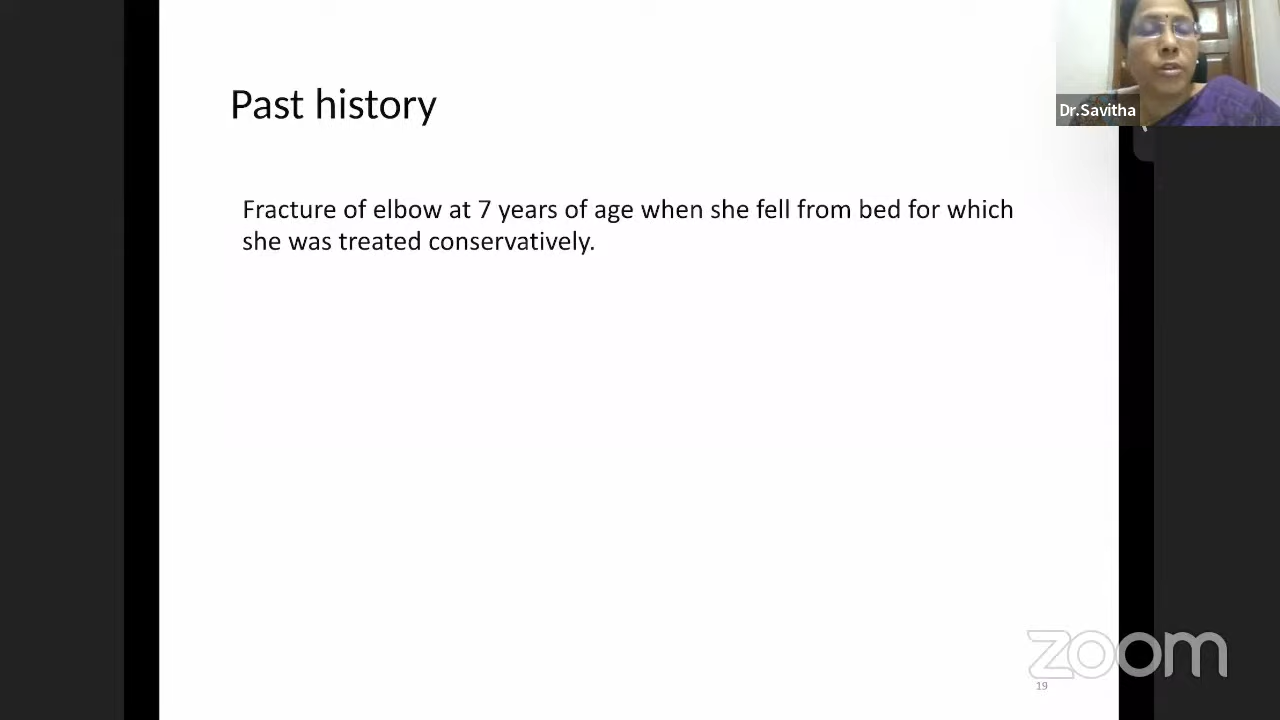 Past history
Dr.Savitha
Fracture of elbow at 7 years of age when she fell from bed for which
she was treated conservatively.
zoom
19